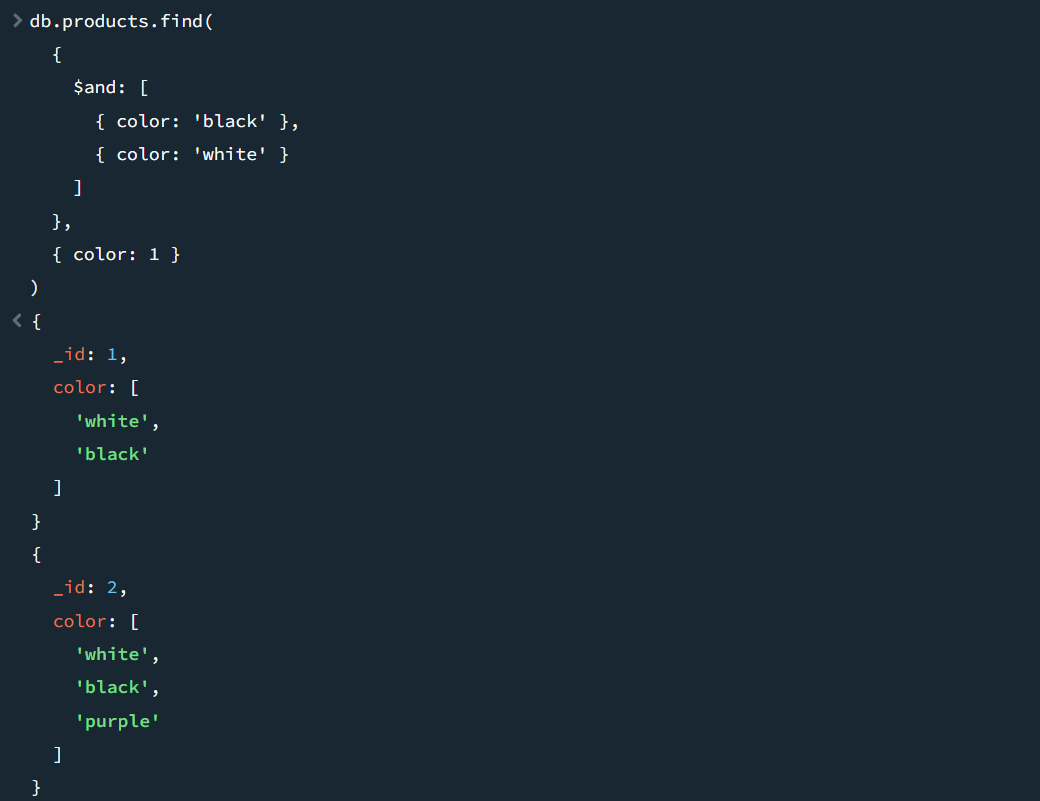 > db.products.find(
{
$and: [
{ color: 'black' },
{ color: 'white' }
]
},
{ color: 1 }
)
< {
_id: 1,
color: [
'white',
'black'
]
}
{
_id: 2,
color: [
'white',
'black',
'purple'
]
}